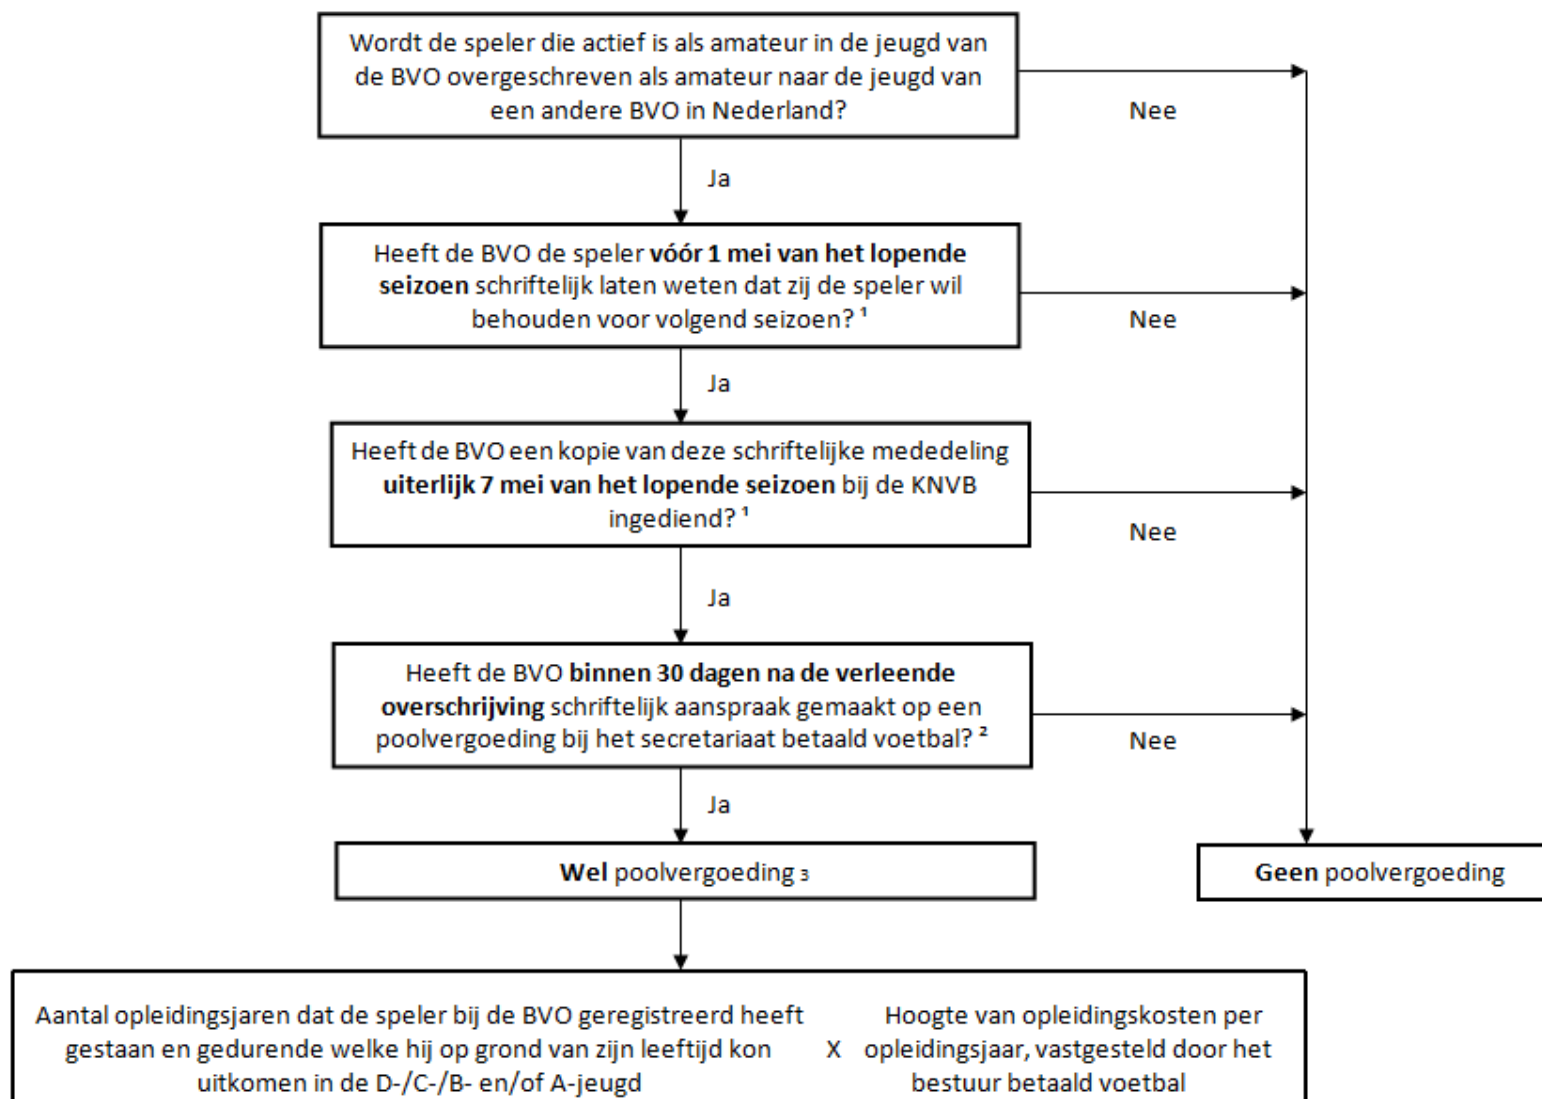 Wordt de speler die actief is als amateur in de jeugd van
de BVO overgeschreven als amateur naar de jeugd van
een andere BVO in Nederland?
Nee
Ja
Heeft de BVO de speler vóór 1 mei van het lopende
seizoen schriftelijk laten weten dat zij de speler wil
behouden voor volgend seizoen? ¹
Nee
Ja
Heeft de BVO een kopie van deze schriftelijke mededeling
uiterlijk 7 mei van het lopende seizoen bij de KNVB
ingediend? ¹
Nee
Ja
Heeft de BVO binnen 30 dagen na de verleende
overschrijving schriftelijk aanspraak gemaakt op een
poolvergoeding bij het secretariaat betaald voetbal? ²
Nee
Ja
Wel poolvergoeding ₃
Geen poolvergoeding
Aantal opleidingsjaren dat de speler bij de BVO geregistreerd heeft
gestaan en gedurende welke hij op grond van zijn leeftijd kon
uitkomen in de D-/C-/B- en/of A-jeugd
X
Hoogte van opleidingskosten per
opleidingsjaar, vastgesteld door het
bestuur betaald voetbal